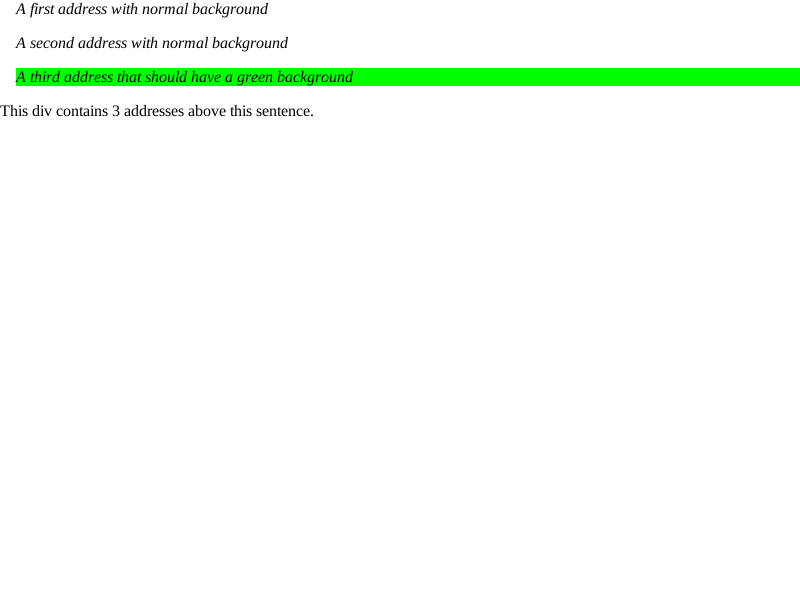 A first address with normal background
A second address with normal background
A third address that should have a green background
This div contains 3 addresses above this sentence.